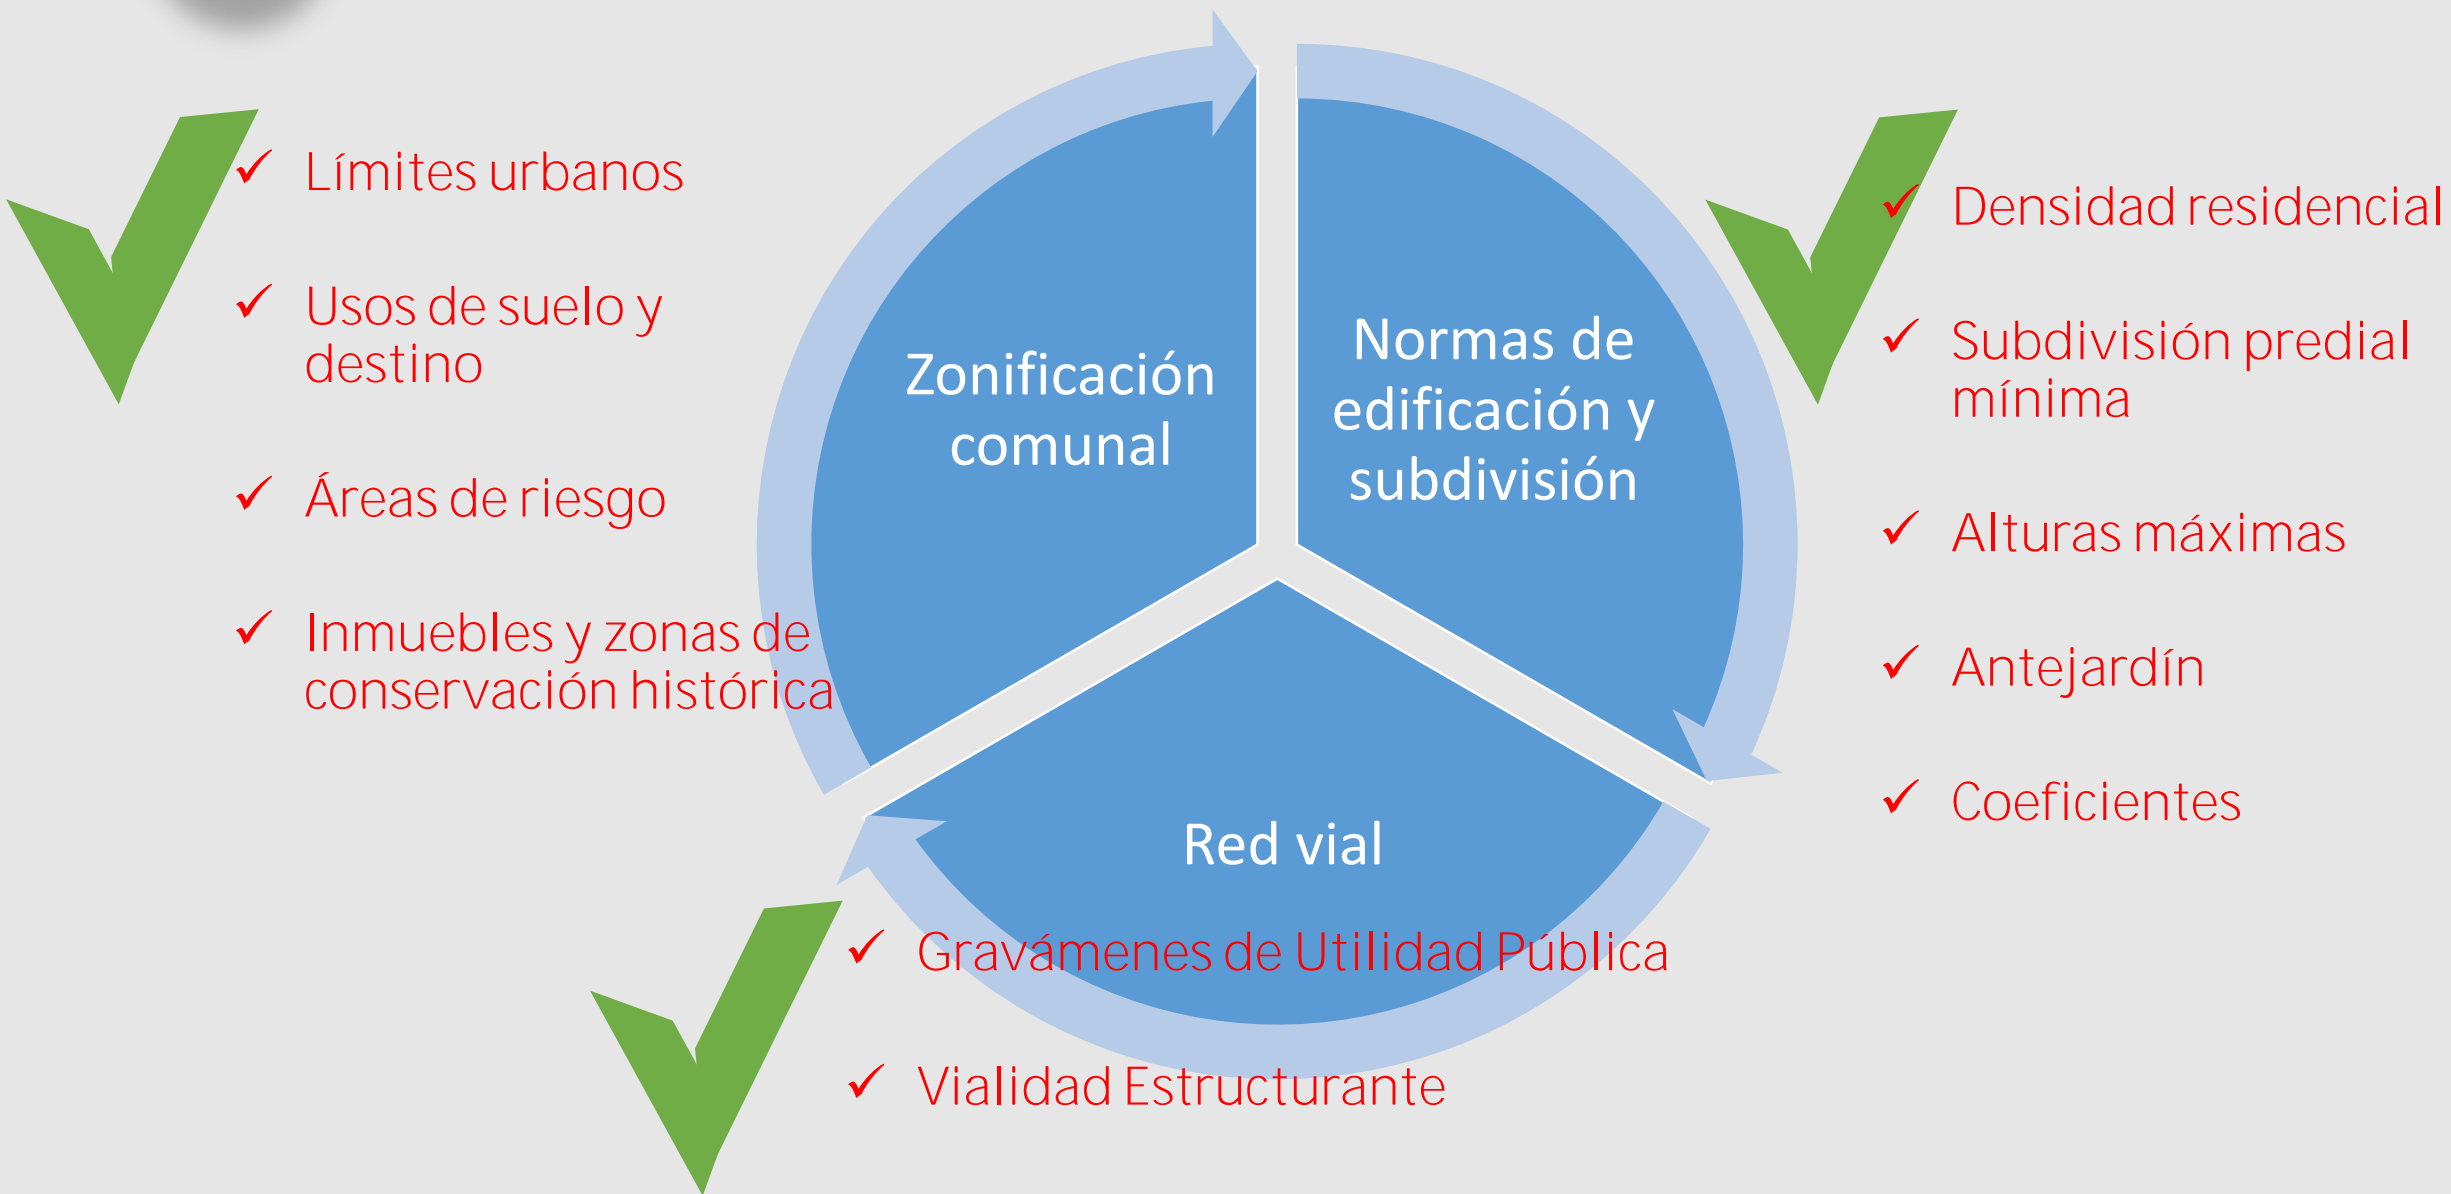 Límites urbanos
Usos de suelo y
destino
Áreas de riesgo
Inmuebles y zonas de
conservación histórica
Zonificación
comunal
Normas de
edificación y
subdivisión
Red vial
Gravámenes de Utilidad Pública
Vialidad Estructurante
Densidad residencial
Subdivisión predial
mínima
Alturas máximas
Antejardín
Coeficientes